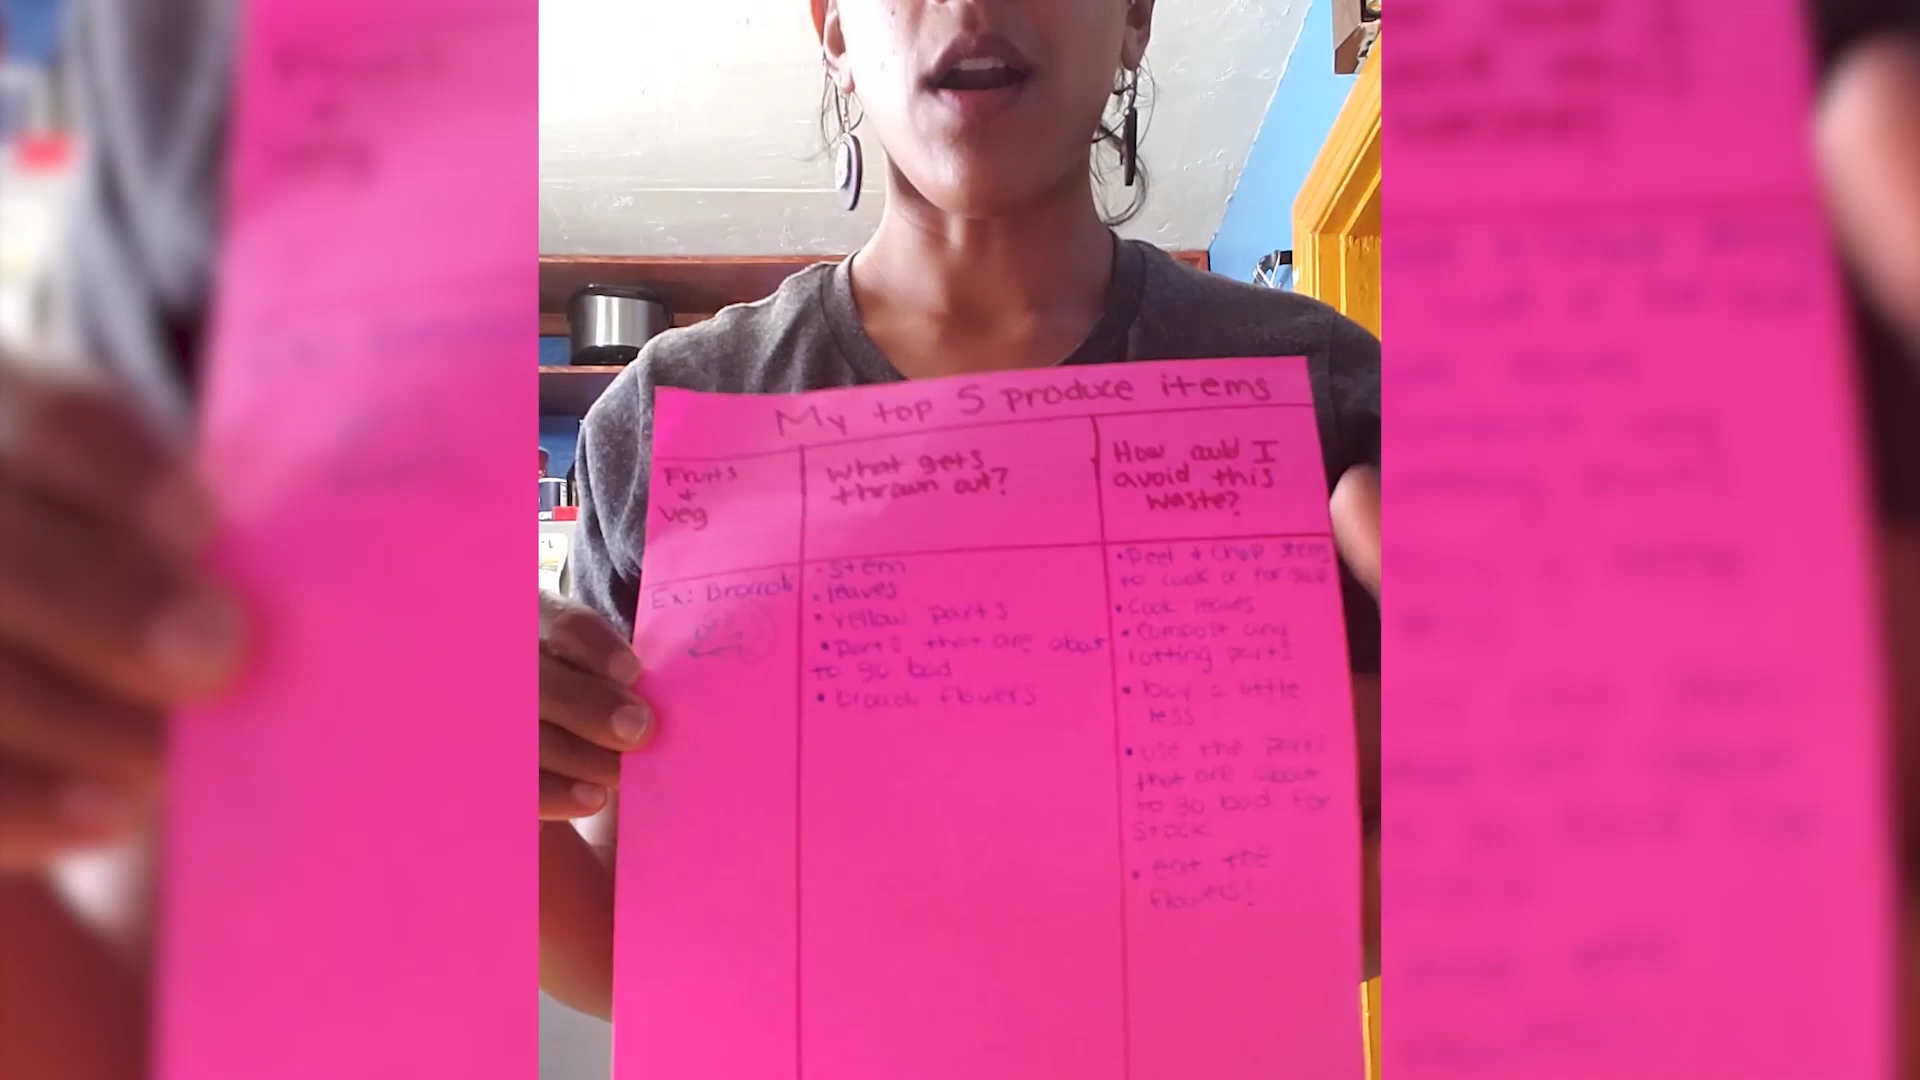 My top 5 produce items
Fruits
+
Veg
What gets
thrown out?
How could I
avoid this
waste?
Ex: Broccoli
• Stem
• leaves
• Yellow parts
• parts that are about
to go bad
• broccoli flowers
• Peel + Chop stem
to cook or for
• Cook leaves
• Compost any
rotting parts
• buy a little
less
• use the parts
that are about
to go bad for
stock
• eat the
flowers!